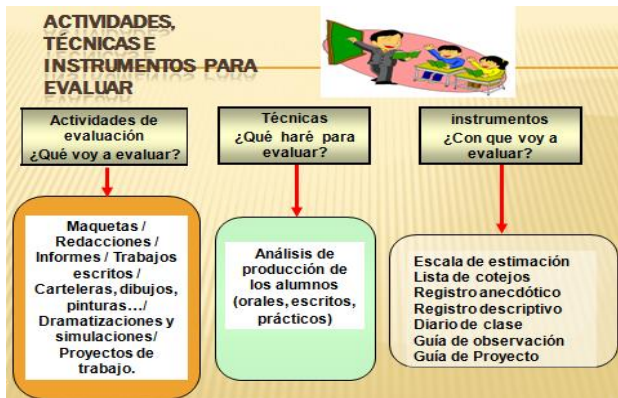 ACTIVIDADES,
TÉCNICAS E
INSTRUMENTOS PARA
EVALUAR
Actividades de
evaluación
¿Qué voy a evaluar?
Técnicas
¿Qué haré para
evaluar?
instrumentos
¿Con que voy a
evaluar?
Maquetas /
Redacciones /
Informes / Trabajos
escritos /
Carteleras, dibujos,
pinturas.../
Dramatizaciones y
simulaciones/
Proyectos de
trabajo.
Análisis de
producción de
los alumnos
(orales, escritos,
prácticos)
Escala de estimación
Lista de cotejos
Registro anecdótico
Registro descriptivo
Diario de clase
Guía de observación
Guía de Proyecto